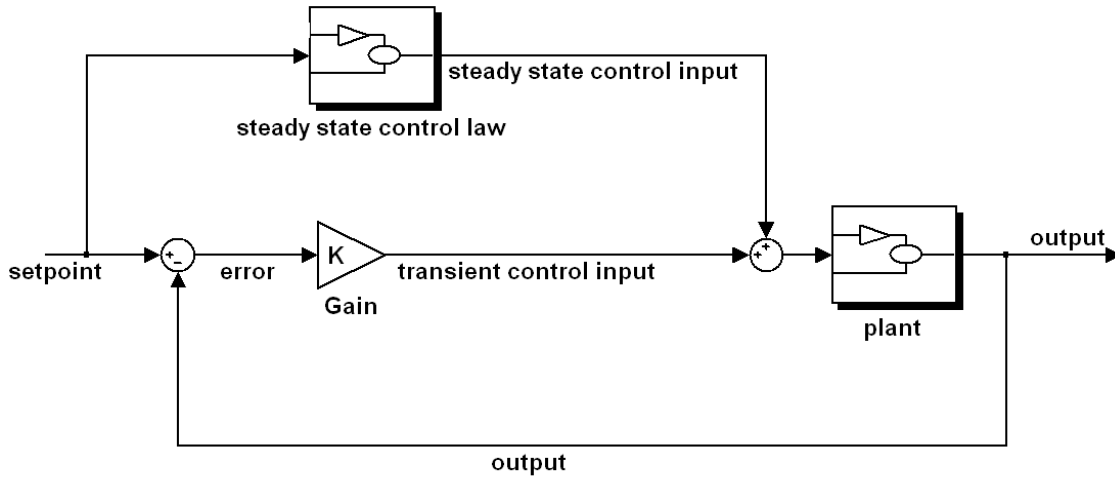 steady state control input
steady state control law
setpoint
error
K
Gain
transient control input
plant
output
output